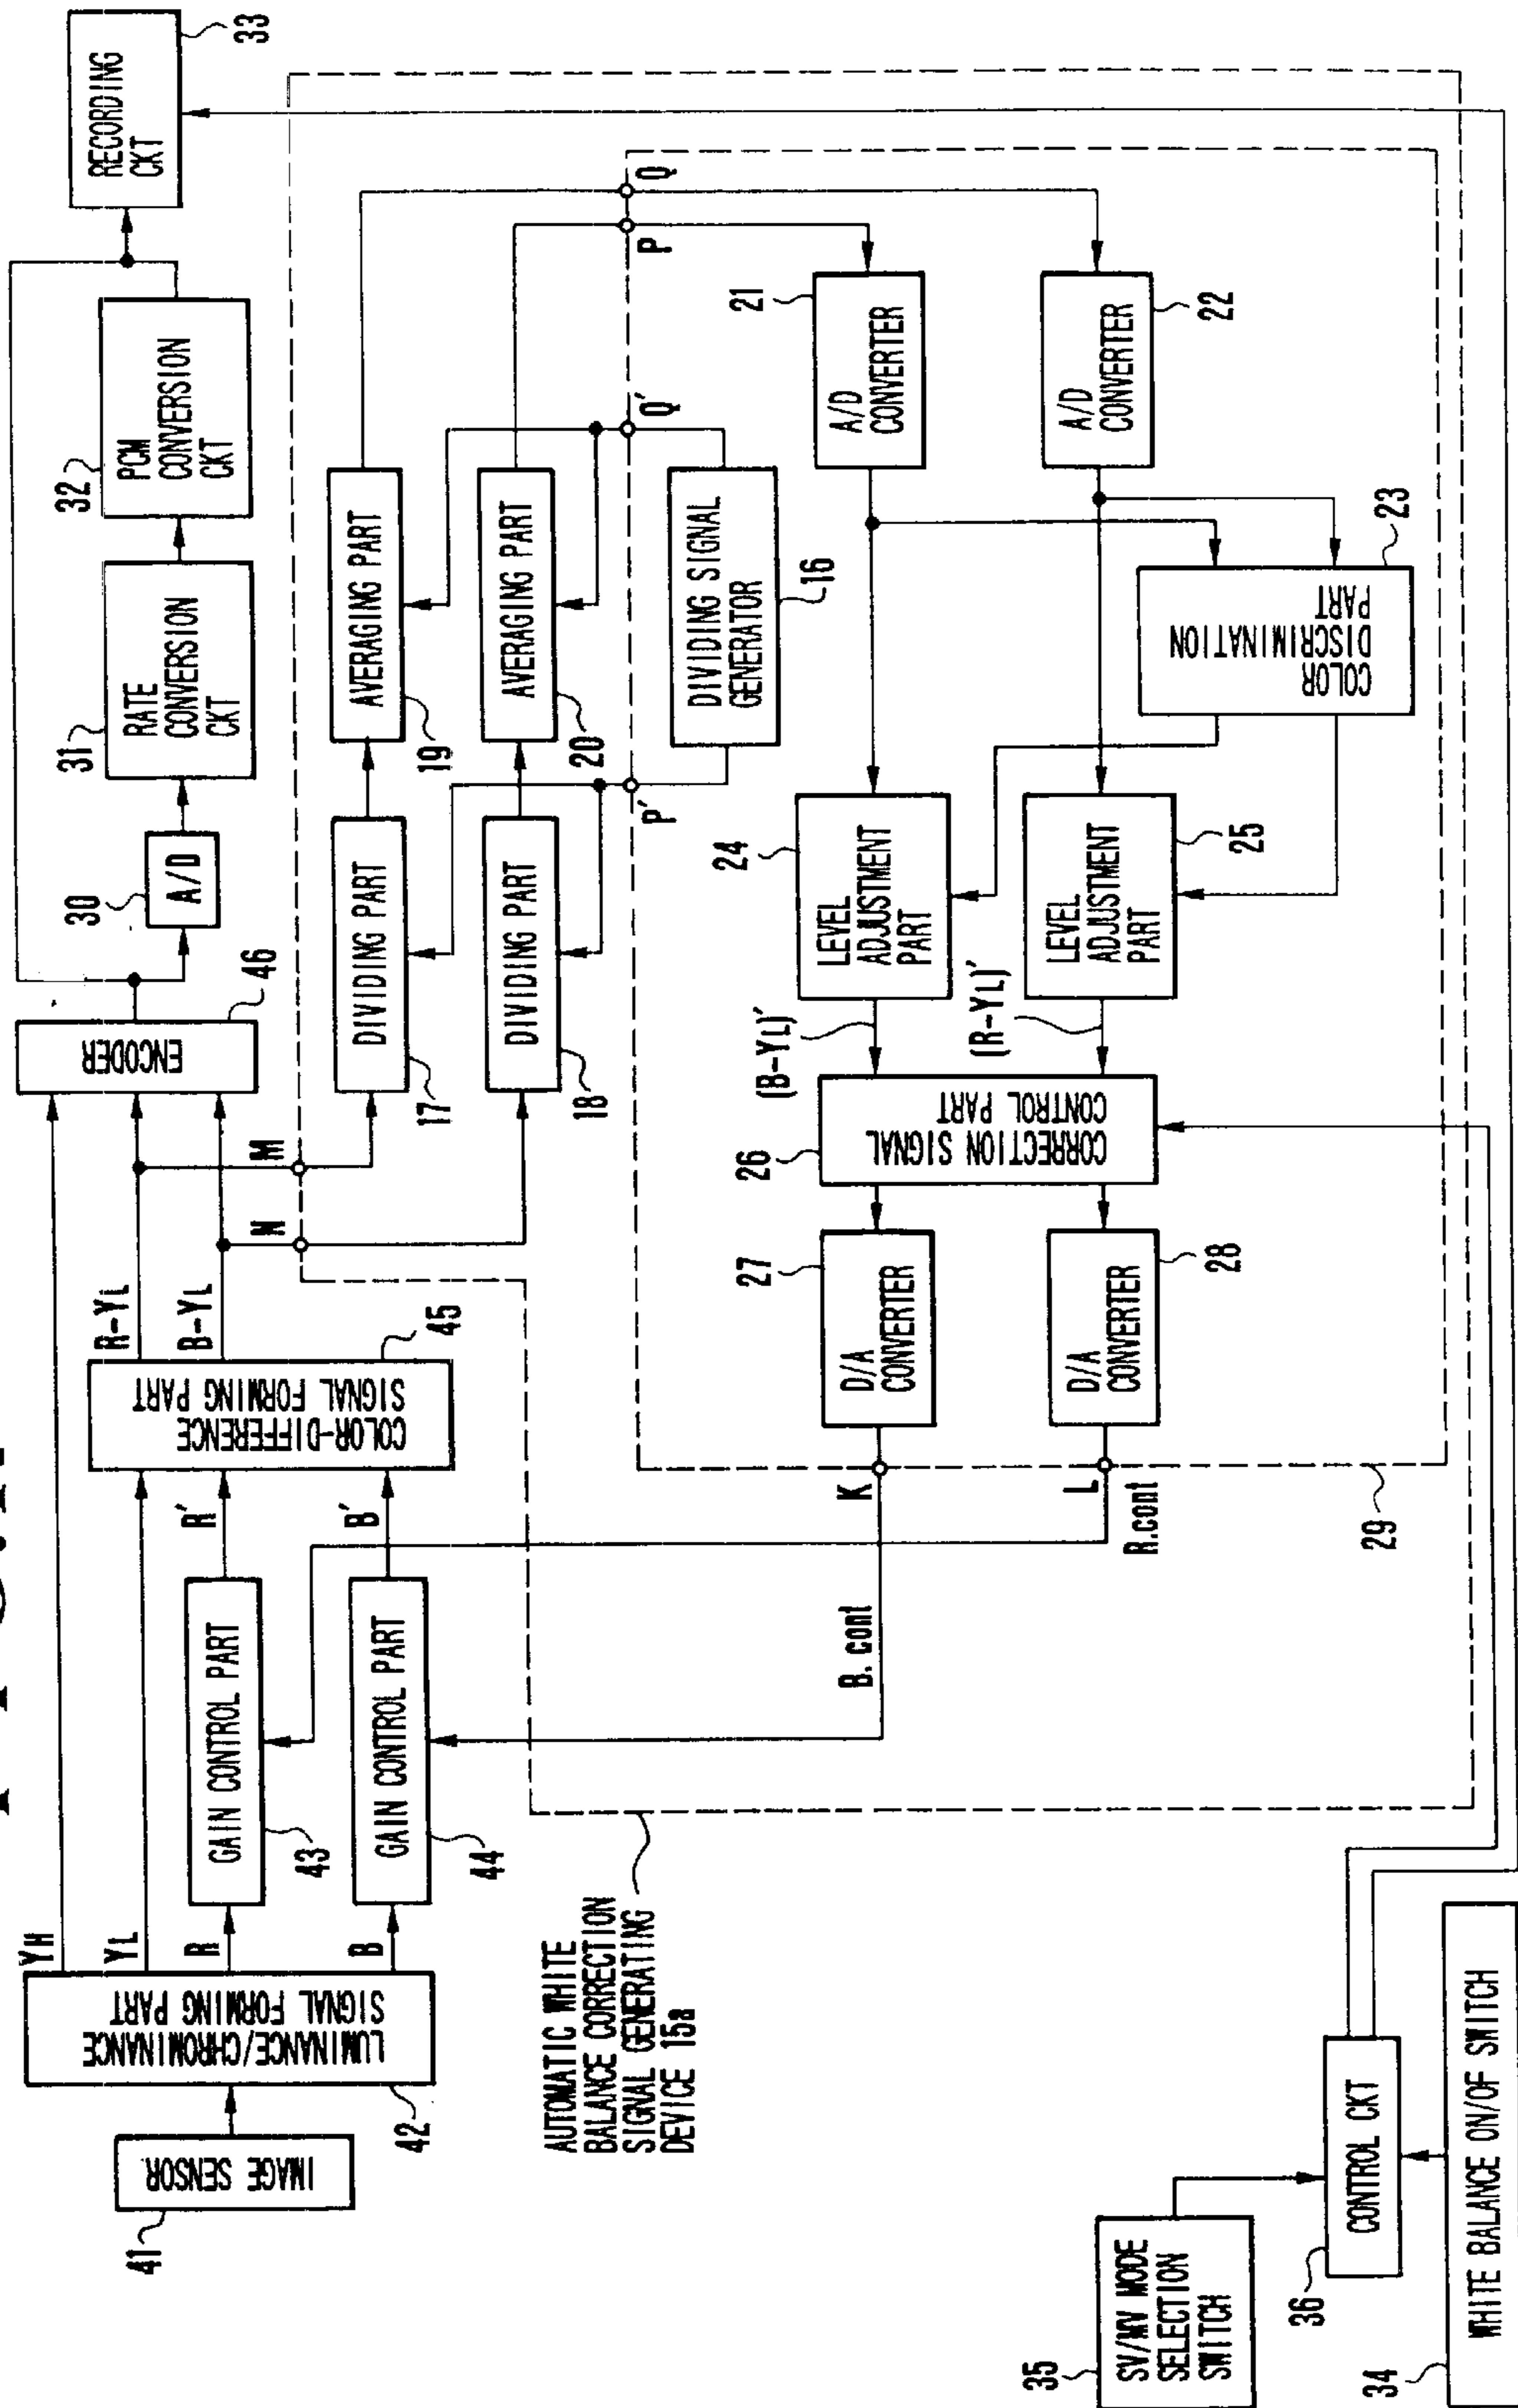 IMAGE SENSOR
41
LUMINANCE/CHROMINANCE
SIGNAL FORMING PART
42
YH
YL
R
B
GAIN CONTROL PART
43
GAIN CONTROL PART
44
R'
B'
COLOR-DIFFERENCE
SIGNAL FORMING PART
45
R-YL
B-YL
N
M
ENCODER
46
30
A/D
31
RATE
CONVERSION
CKT
32
PCM
CONVERSION
CKT
RECORDING
CKT
33
DIVIDING PART
17
DIVIDING PART
18
AVERAGING PART
19
AVERAGING PART
20
P'
Q'
P
Q
DIVIDING SIGNAL
GENERATOR
16
21
A/D
CONVERTER
A/D
CONVERTER
22
COLOR
DISCRIMINATION
PART
23
24
LEVEL
ADJUSTMENT
PART
LEVEL
ADJUSTMENT
PART
25
(B-YL)'
(R-YL)'
26
CORRECTION SIGNAL
CONTROL PART
27
D/A
CONVERTER
D/A
CONVERTER
28
K
L
B. cont
R.cont
29
AUTOMATIC WHITE
BALANCE CORRECTION
SIGNAL GENERATING
DEVICE 15a
35
SV/MV MODE
SELECTION
SWITCH
36
CONTROL CKT
34
WHITE BALANCE ON/OF SWITCH